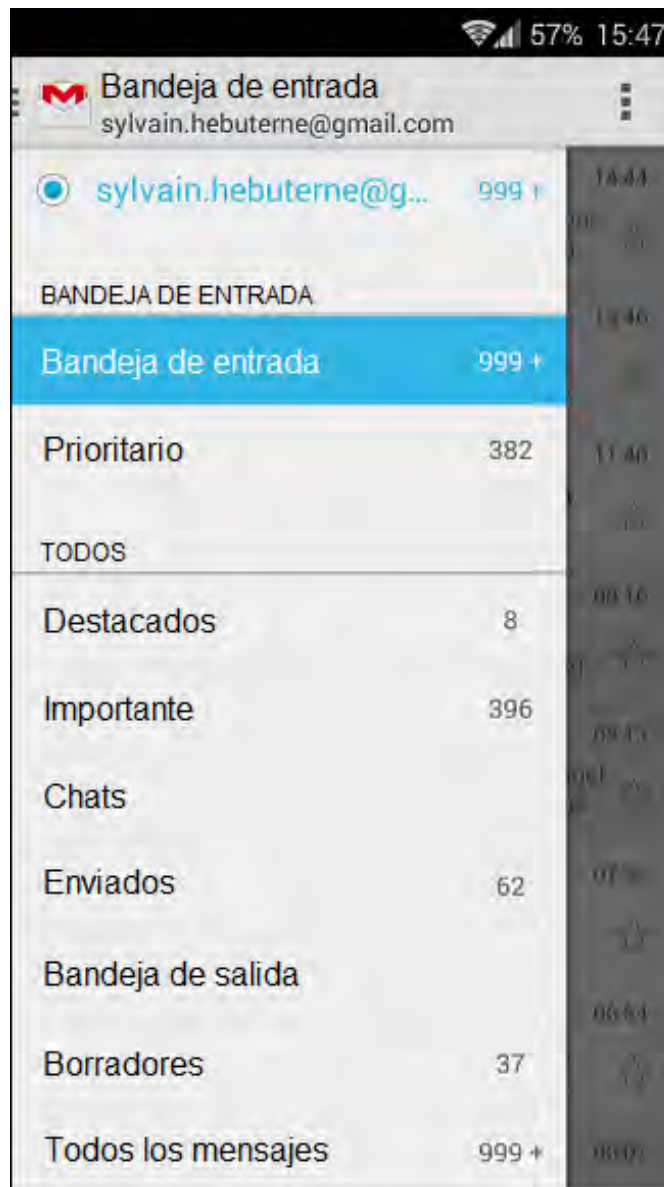 57% 15:47
Bandeja de entrada
sylvain.hebuterne@gmail.com
sylvain.hebuterne@g... 999 +
BANDEJA DE ENTRADA
Bandeja de entrada 999 +
Prioritario 382
TODOS
Destacados 8
Importante 396
Chats
Enviados 62
Bandeja de salida
Borradores 37
Todos los mensajes 999 +